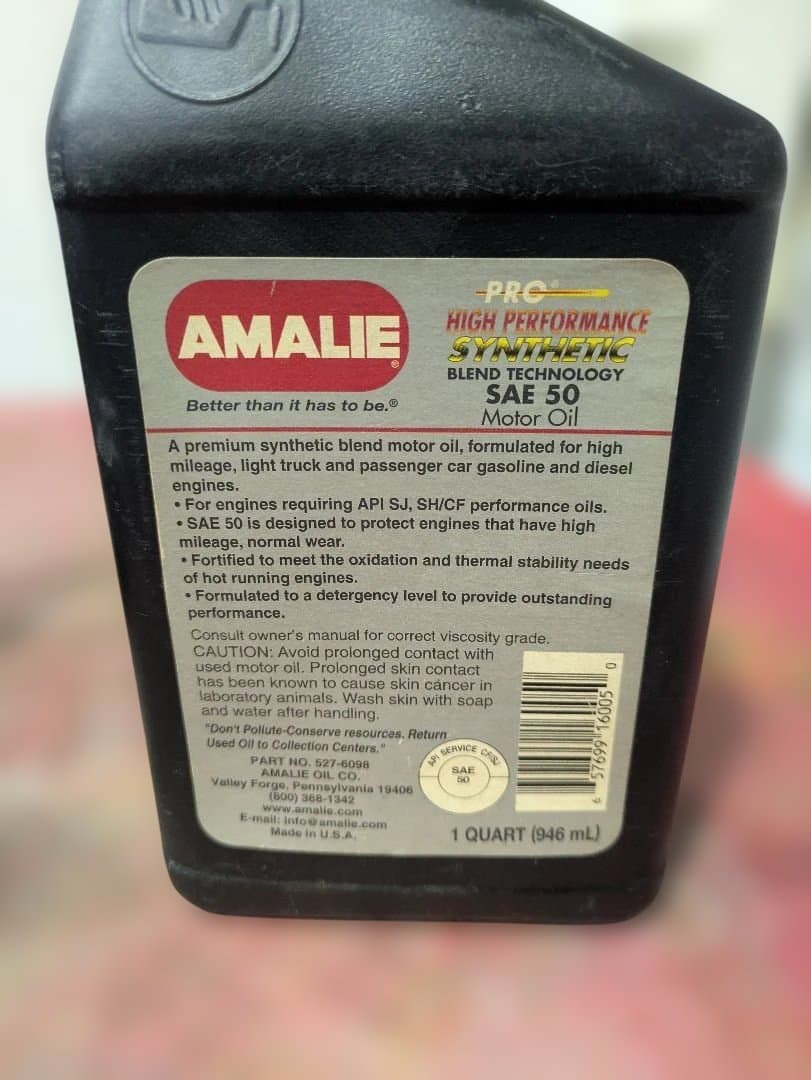 AMALIE®
Better than it has to be.®
PRO®
HIGH PERFORMANCE
SYNTHETIC
BLEND TECHNOLOGY
SAE 50
Motor Oil
A premium synthetic blend motor oil, formulated for high
mileage, light truck and passenger car gasoline and diesel
engines.
• For engines requiring API SJ, SH/CF performance oils.
• SAE 50 is designed to protect engines that have high
mileage, normal wear.
• Fortified to meet the oxidation and thermal stability needs
of hot running engines.
• Formulated to a detergency level to provide outstanding
performance.
Consult owner's manual for correct viscosity grade.
CAUTION: Avoid prolonged contact with
used motor oil. Prolonged skin contact
has been known to cause skin cáncer in
laboratory animals. Wash skin with soap
and water after handling.
"Don't Pollute-Conserve resources. Return
Used Oil to Collection Centers."
PART NO. 527-6098
AMALIE OIL CO.
Valley Forge, Pennsylvania 19406
(800) 368-1342
www.amalie.com
E-mail: info@amalie.com
Made in U.S.A.
API SERVICE CF/SJ
SAE
50
6 57699 16005 0
1 QUART (946 mL)